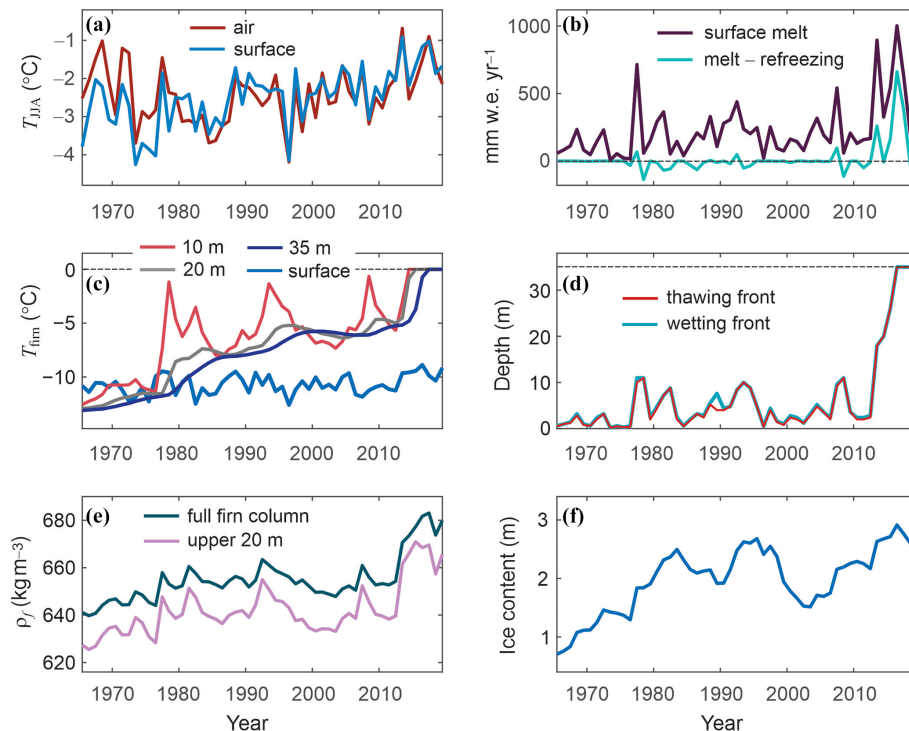 (a)
air
surface
T_JJA (°C)
−1
−2
−3
−4
1970 1980 1990 2000 2010
(b)
surface melt
melt – refreezing
mm w.e. yr⁻¹
1000
500
0
1970 1980 1990 2000 2010
(c)
10 m 35 m
20 m surface
T_firn (°C)
0
−5
−10
1970 1980 1990 2000 2010
(d)
thawing front
wetting front
Depth (m)
30
20
10
0
1970 1980 1990 2000 2010
(e)
full firn column
upper 20 m
ρ_f (kg m⁻³)
680
660
640
620
1970 1980 1990 2000 2010
Year
(f)
Ice content (m)
3
2
1
1970 1980 1990 2000 2010
Year